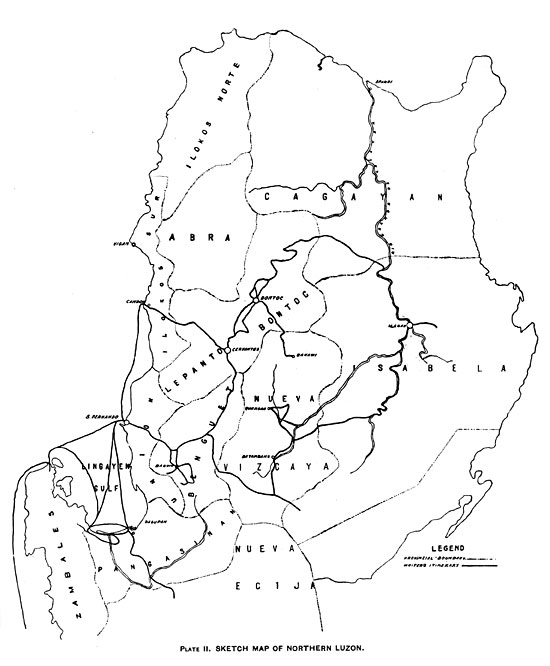 APARRI
ILOKOS NORTE
CAGAYAN
ABRA
VIGAN
ILOKOS SUR
CANDON
BONTOC
BONTOC
CERVANTES
LEPANTO
BANAWI
ILAGAN
ISABELA
NUEVA
VIZCAYA
S. FERNANDO
UNION
BENGUET
BAGUIO
BAYOMBONG
LINGAYEN
GULF
DAGUPAN
PANGASINAN
ZAMBALES
NUEVA
ECIJA
LEGEND
PROVINCIAL-BOUNDARY
WRITERS ITINERARY
PLATE II. SKETCH MAP OF NORTHERN LUZON.